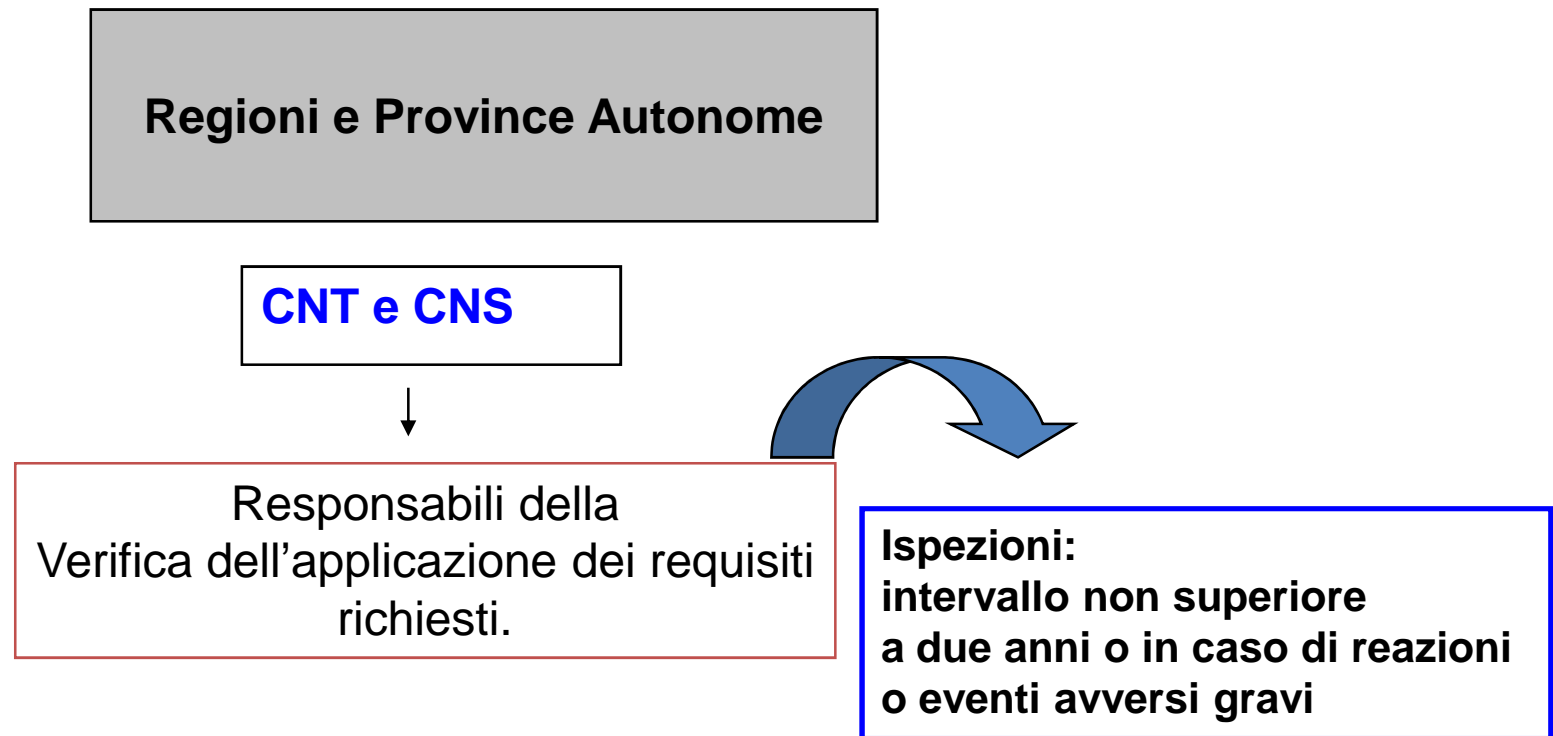 Regioni e Province Autonome
CNT e CNS
Responsabili della
Verifica dell’applicazione dei requisiti
richiesti.
Ispezioni:
intervallo non superiore
a due anni o in caso di reazioni
o eventi avversi gravi